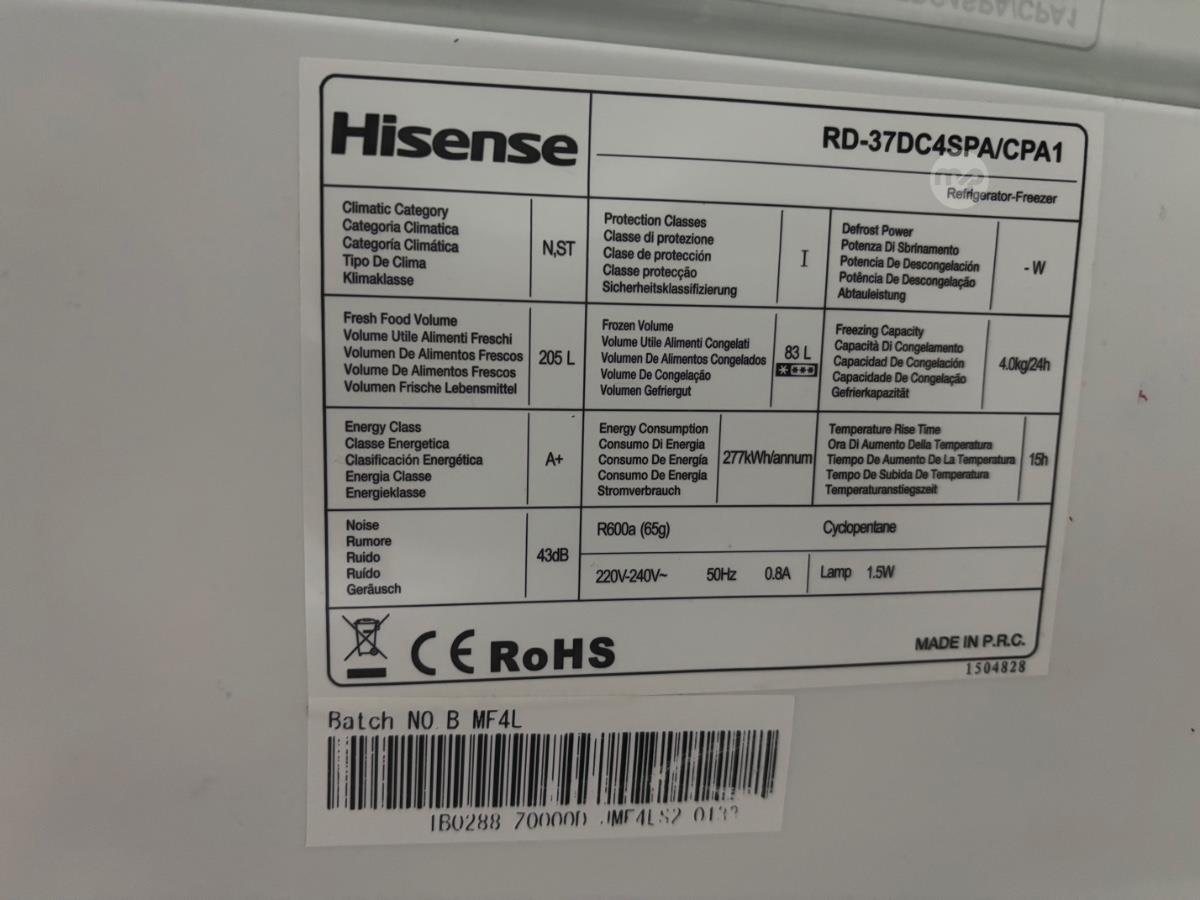 Hisense
RD-37DC4SPA/CPA1
Refrigerator-Freezer
Climatic Category
Categoria Climatica
Categoría Climática
Tipo De Clima
Klimaklasse
N,ST
Protection Classes
Classe di protezione
Clase de protección
Classe protecção
Sicherheitsklassifizierung
I
Defrost Power
Potenza Di Sbrinamento
Potencia De Descongelación
Potência De Descongelação
Abtauleistung
- W
Fresh Food Volume
Volume Utile Alimenti Freschi
Volumen De Alimentos Frescos
Volume De Alimentos Frescos
Volumen Frische Lebensmittel
205 L
Frozen Volume
Volume Utile Alimenti Congelati
Volumen De Alimentos Congelados
Volume De Congelação
Volumen Gefriergut
83 L
Freezing Capacity
Capacità Di Congelamento
Capacidad De Congelación
Capacidade De Congelação
Gefrierkapazität
4.0kg/24h
Energy Class
Classe Energetica
Clasificación Energética
Energia Classe
Energieklasse
A+
Energy Consumption
Consumo Di Energia
Consumo De Energía
Consumo De Energia
Stromverbrauch
277kWh/annum
Temperature Rise Time
Ora Di Aumento Della Temperatura
Tiempo De Aumento De La Temperatura
Tempo De Subida De Temperatura
Temperaturanstiegszeit
15h
Noise
Rumore
Ruido
Ruído
Geräusch
43dB
R600a (65g)
Cyclopentane
220V-240V~ 50Hz 0.8A
Lamp 1.5W
CE RoHS
MADE IN P.R.C.
1504828
Batch NO B MF4L
1B0288